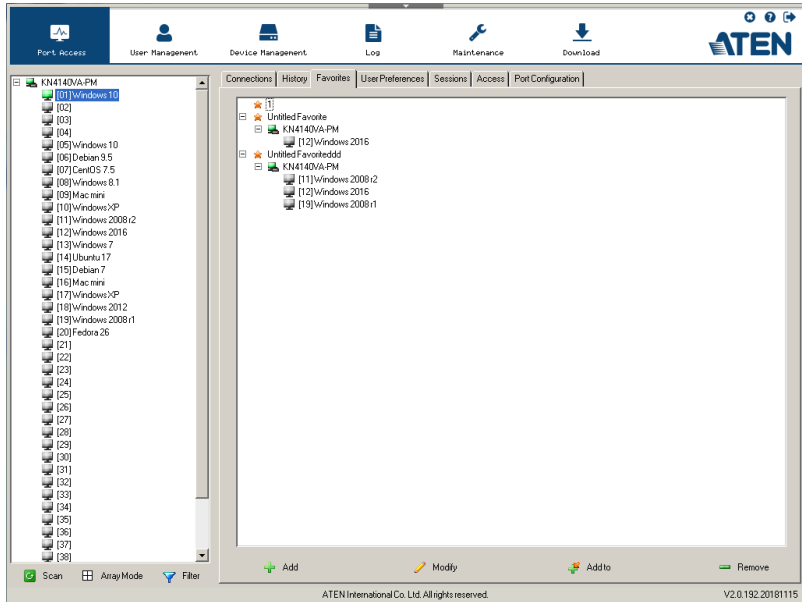 Port Access
User Management
Device Management
Log
Maintenance
Download
ATEN
KN4140VA-PM
[01]Windows 10
[02]
[03]
[04]
[05]Windows 10
[06]Debian 9.5
[07]CentOS 7.5
[08]Windows 8.1
[09]Mac mini
[10]Windows XP
[11]Windows 2008 r2
[12]Windows 2016
[13]Windows 7
[14]Ubuntu 17
[15]Debian 7
[16]Mac mini
[17]Windows XP
[18]Windows 2012
[19]Windows 2008 r1
[20]Fedora 26
[21]
[22]
[23]
[24]
[25]
[26]
[27]
[28]
[29]
[30]
[31]
[32]
[33]
[34]
[35]
[36]
[37]
[38]
Scan
Array Mode
Filter
Connections
History
Favorites
User Preferences
Sessions
Access
Port Configuration
1
Untitled Favorite
KN4140VA-PM
[12]Windows 2016
Untitled Favoriteddd
KN4140VA-PM
[11]Windows 2008 r2
[12]Windows 2016
[19]Windows 2008 r1
Add
Modify
Add to
Remove
ATEN International Co. Ltd. All rights reserved.
V2.0.192.20181115